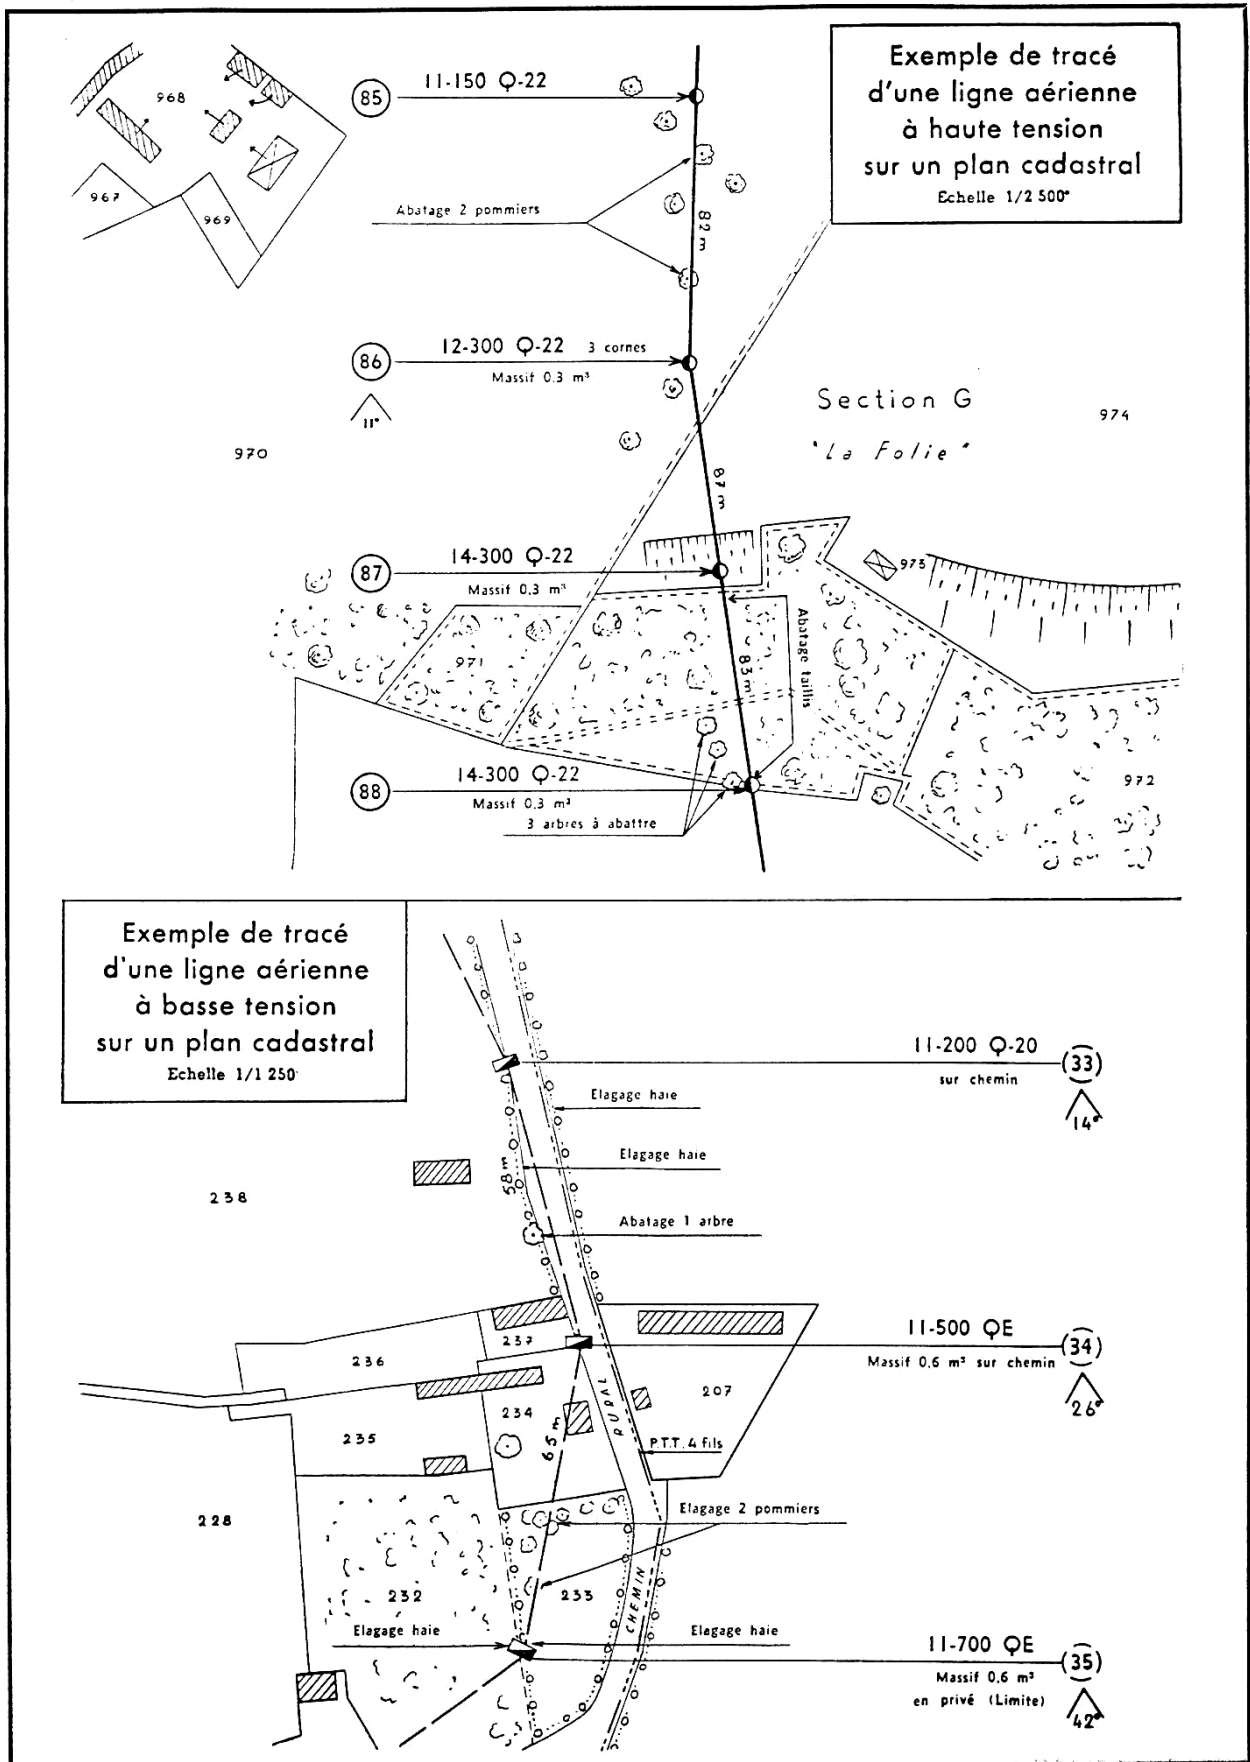 Exemple de tracé
d'une ligne aérienne
à haute tension
sur un plan cadastral
Echelle 1/2 500°
968
967
969
85
11-150 Q-22
Abatage 2 pommiers
82 m
86
12-300 Q-22 3 cornes
Massif 0.3 m³
11°
Section G
"La Folie"
974
970
87 m
87
14-300 Q-22
Massif 0,3 m³
973
971
Abatage taillis
83 m
88
14-300 Q-22
Massif 0,3 m³
3 arbres à abattre
972
Exemple de tracé
d'une ligne aérienne
à basse tension
sur un plan cadastral
Echelle 1/1 250
11-200 Q-20
sur chemin
33
14°
Elagage haie
Elagage haie
58 m
238
Abatage 1 arbre
237
236
11-500 QE
Massif 0,6 m³ sur chemin
34
26°
207
234
RURAL
235
65 m
P.T.T. 4 fils
228
Elagage 2 pommiers
232
233
CHEMIN
Elagage haie
Elagage haie
11-700 QE
Massif 0,6 m³
en privé (Limite)
35
42°